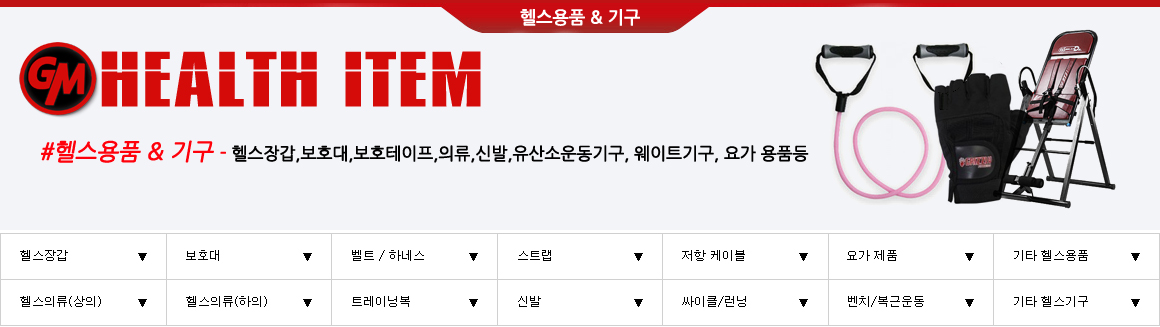 헬스용품 & 기구
GM HEALTH ITEM
#헬스용품 & 기구 - 헬스장갑,보호대,보호테이프,의류,신발,유산소운동기구, 웨이트기구, 요가 용품등
헬스장갑 ▼ 보호대 ▼ 벨트 / 하네스 ▼ 스트랩 ▼ 저항 케이블 ▼ 요가 제품 ▼ 기타 헬스용품 ▼
헬스의류(상의) ▼ 헬스의류(하의) ▼ 트레이닝복 ▼ 신발 ▼ 싸이클/런닝 ▼ 벤치/복근운동 ▼ 기타 헬스기구 ▼